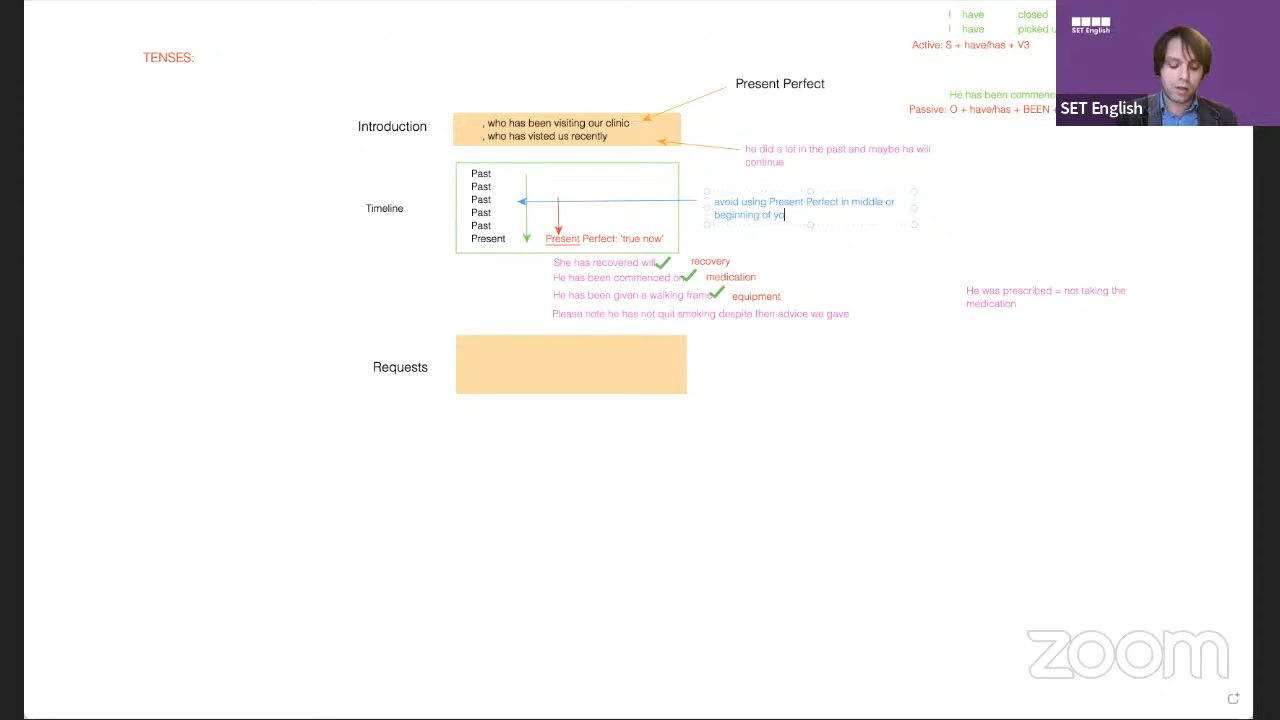 I have closed
I have picked u
Active: S + have/has + V3
SET English
TENSES:
Present Perfect
He has been commenc
Passive: O + have/has + BEEN +
SET English
Introduction
, who has been visiting our clinic
, who has visted us recently
he did a lot in the past and maybe he will
continue
Timeline
Past
Past
Past
Past
Past
Present
Present Perfect: 'true now'
avoid using Present Perfect in middle or
beginning of yo
She has recovered will
recovery
He has been commenced on
medication
He has been given a walking frame
equipment
Please note he has not quit smoking despite then advice we gave
He was prescribed = not taking the
medication
Requests
zoom